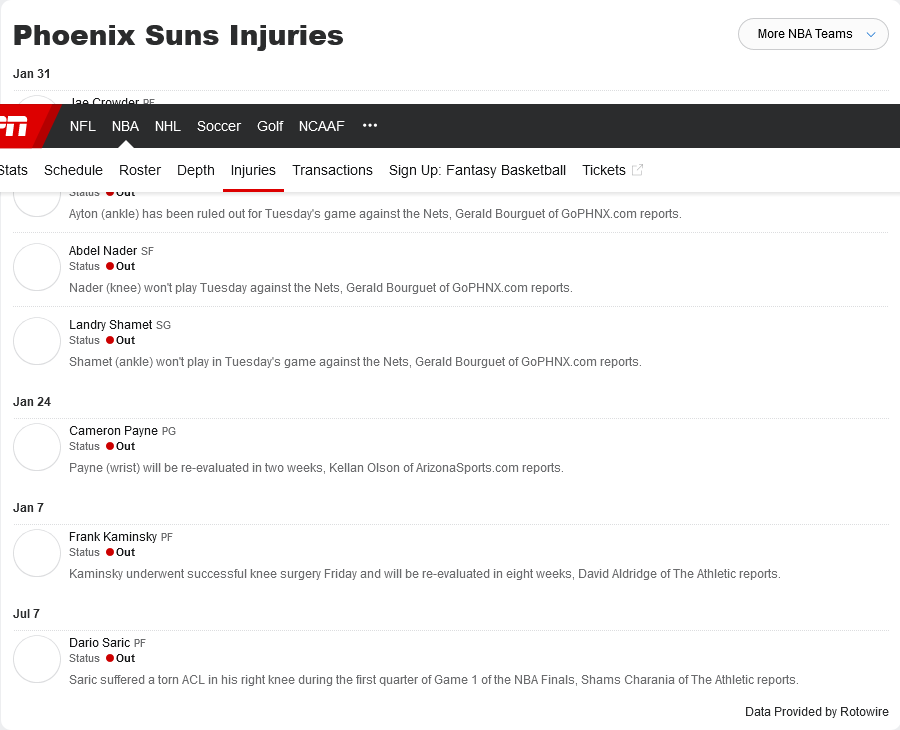 Phoenix Suns Injuries
More NBA Teams
Jan 31
Jae Crowder PF
NFL NBA NHL Soccer Golf NCAAF
Stats Schedule Roster Depth Injuries Transactions Sign Up: Fantasy Basketball Tickets
Status Out
Ayton (ankle) has been ruled out for Tuesday's game against the Nets, Gerald Bourguet of GoPHNX.com reports.
Abdel Nader SF
Status Out
Nader (knee) won't play Tuesday against the Nets, Gerald Bourguet of GoPHNX.com reports.
Landry Shamet SG
Status Out
Shamet (ankle) won't play in Tuesday's game against the Nets, Gerald Bourguet of GoPHNX.com reports.
Jan 24
Cameron Payne PG
Status Out
Payne (wrist) will be re-evaluated in two weeks, Kellan Olson of ArizonaSports.com reports.
Jan 7
Frank Kaminsky PF
Status Out
Kaminsky underwent successful knee surgery Friday and will be re-evaluated in eight weeks, David Aldridge of The Athletic reports.
Jul 7
Dario Saric PF
Status Out
Saric suffered a torn ACL in his right knee during the first quarter of Game 1 of the NBA Finals, Shams Charania of The Athletic reports.
Data Provided by Rotowire